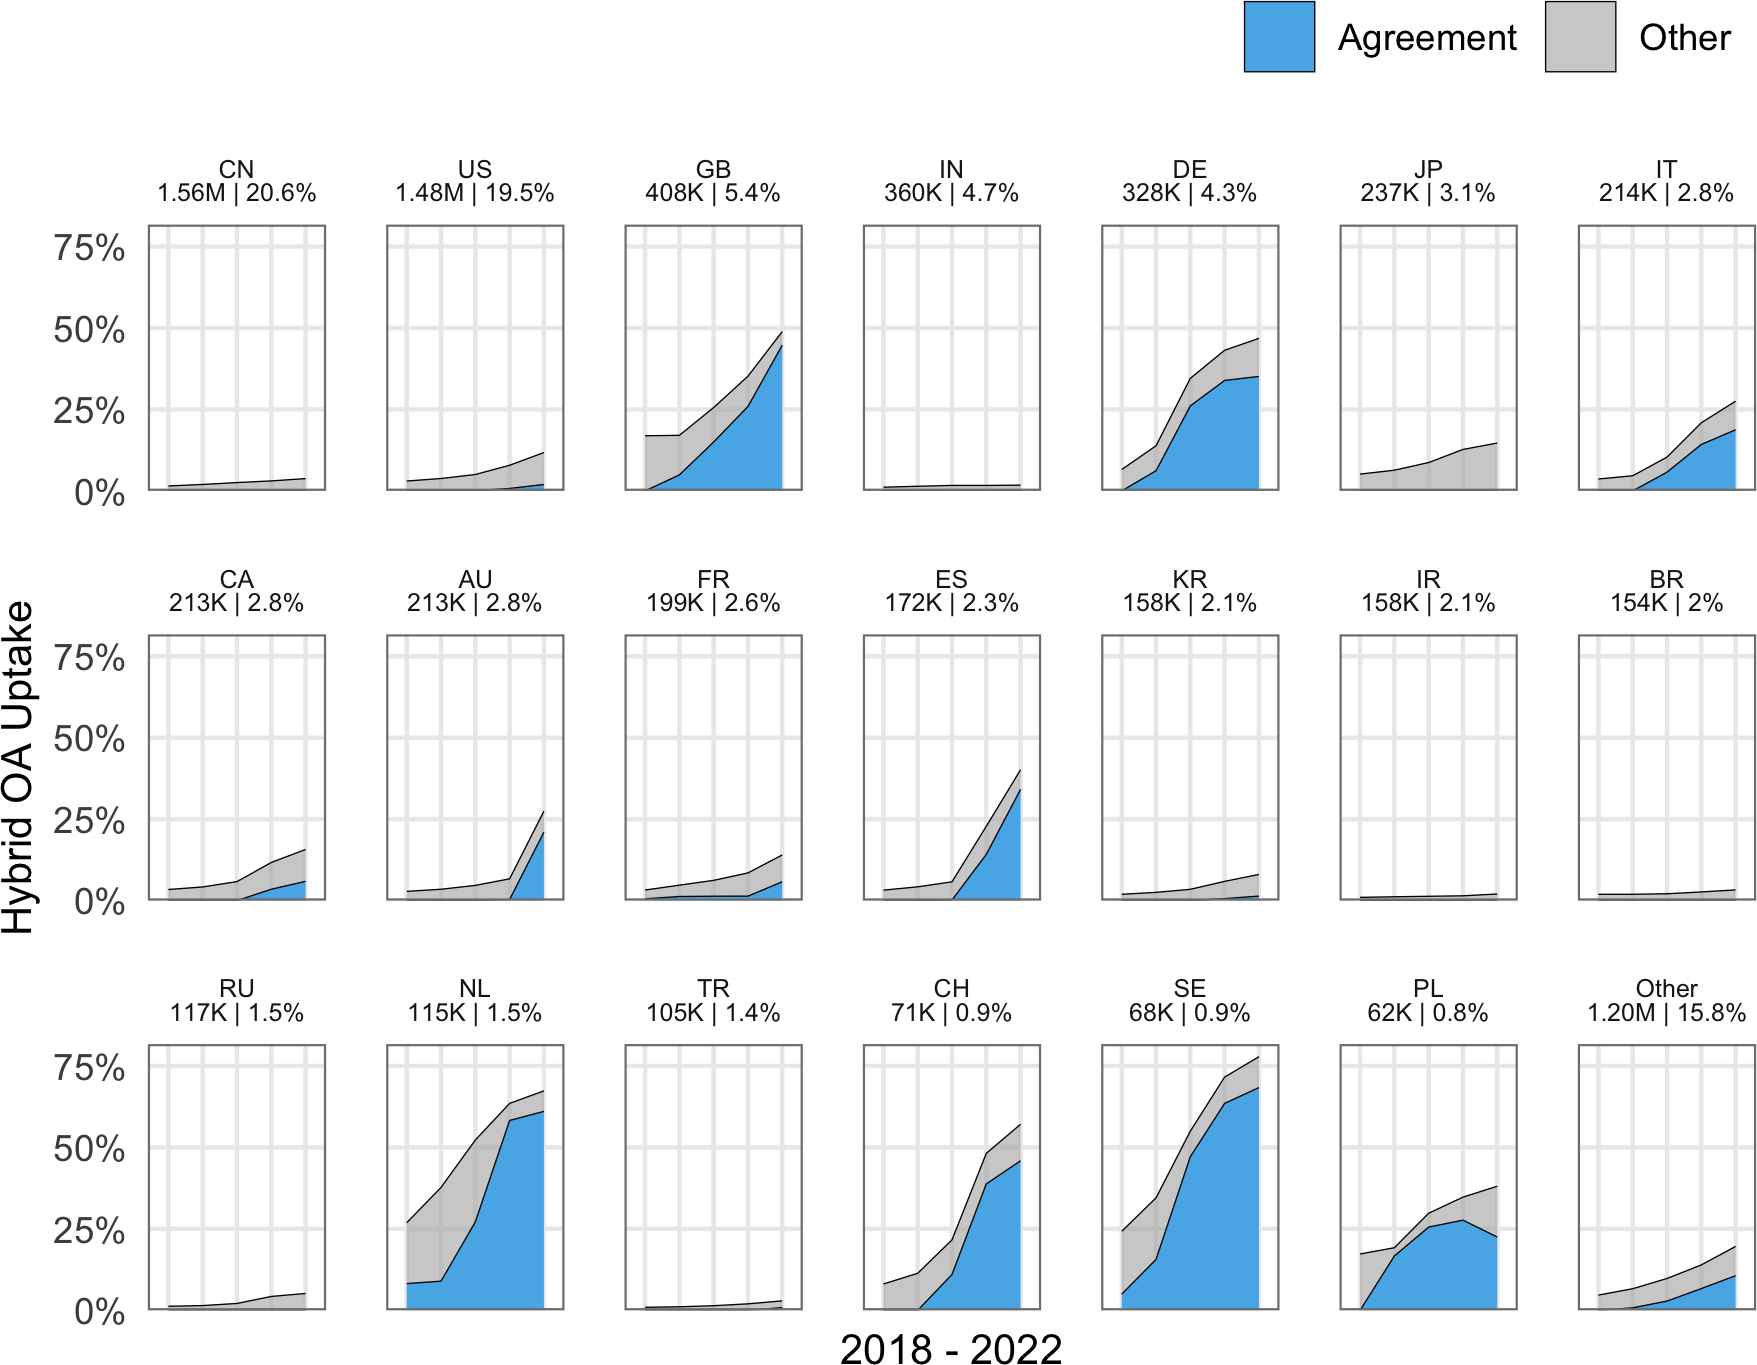 Agreement Other
CN US GB IN DE JP IT
1.56M | 20.6% 1.48M | 19.5% 408K | 5.4% 360K | 4.7% 328K | 4.3% 237K | 3.1% 214K | 2.8%
75%
50%
25%
0%
CA AU FR ES KR IR BR
213K | 2.8% 213K | 2.8% 199K | 2.6% 172K | 2.3% 158K | 2.1% 158K | 2.1% 154K | 2%
75%
50%
25%
0%
Hybrid OA Uptake
RU NL TR CH SE PL Other
117K | 1.5% 115K | 1.5% 105K | 1.4% 71K | 0.9% 68K | 0.9% 62K | 0.8% 1.20M | 15.8%
75%
50%
25%
0%
2018 - 2022